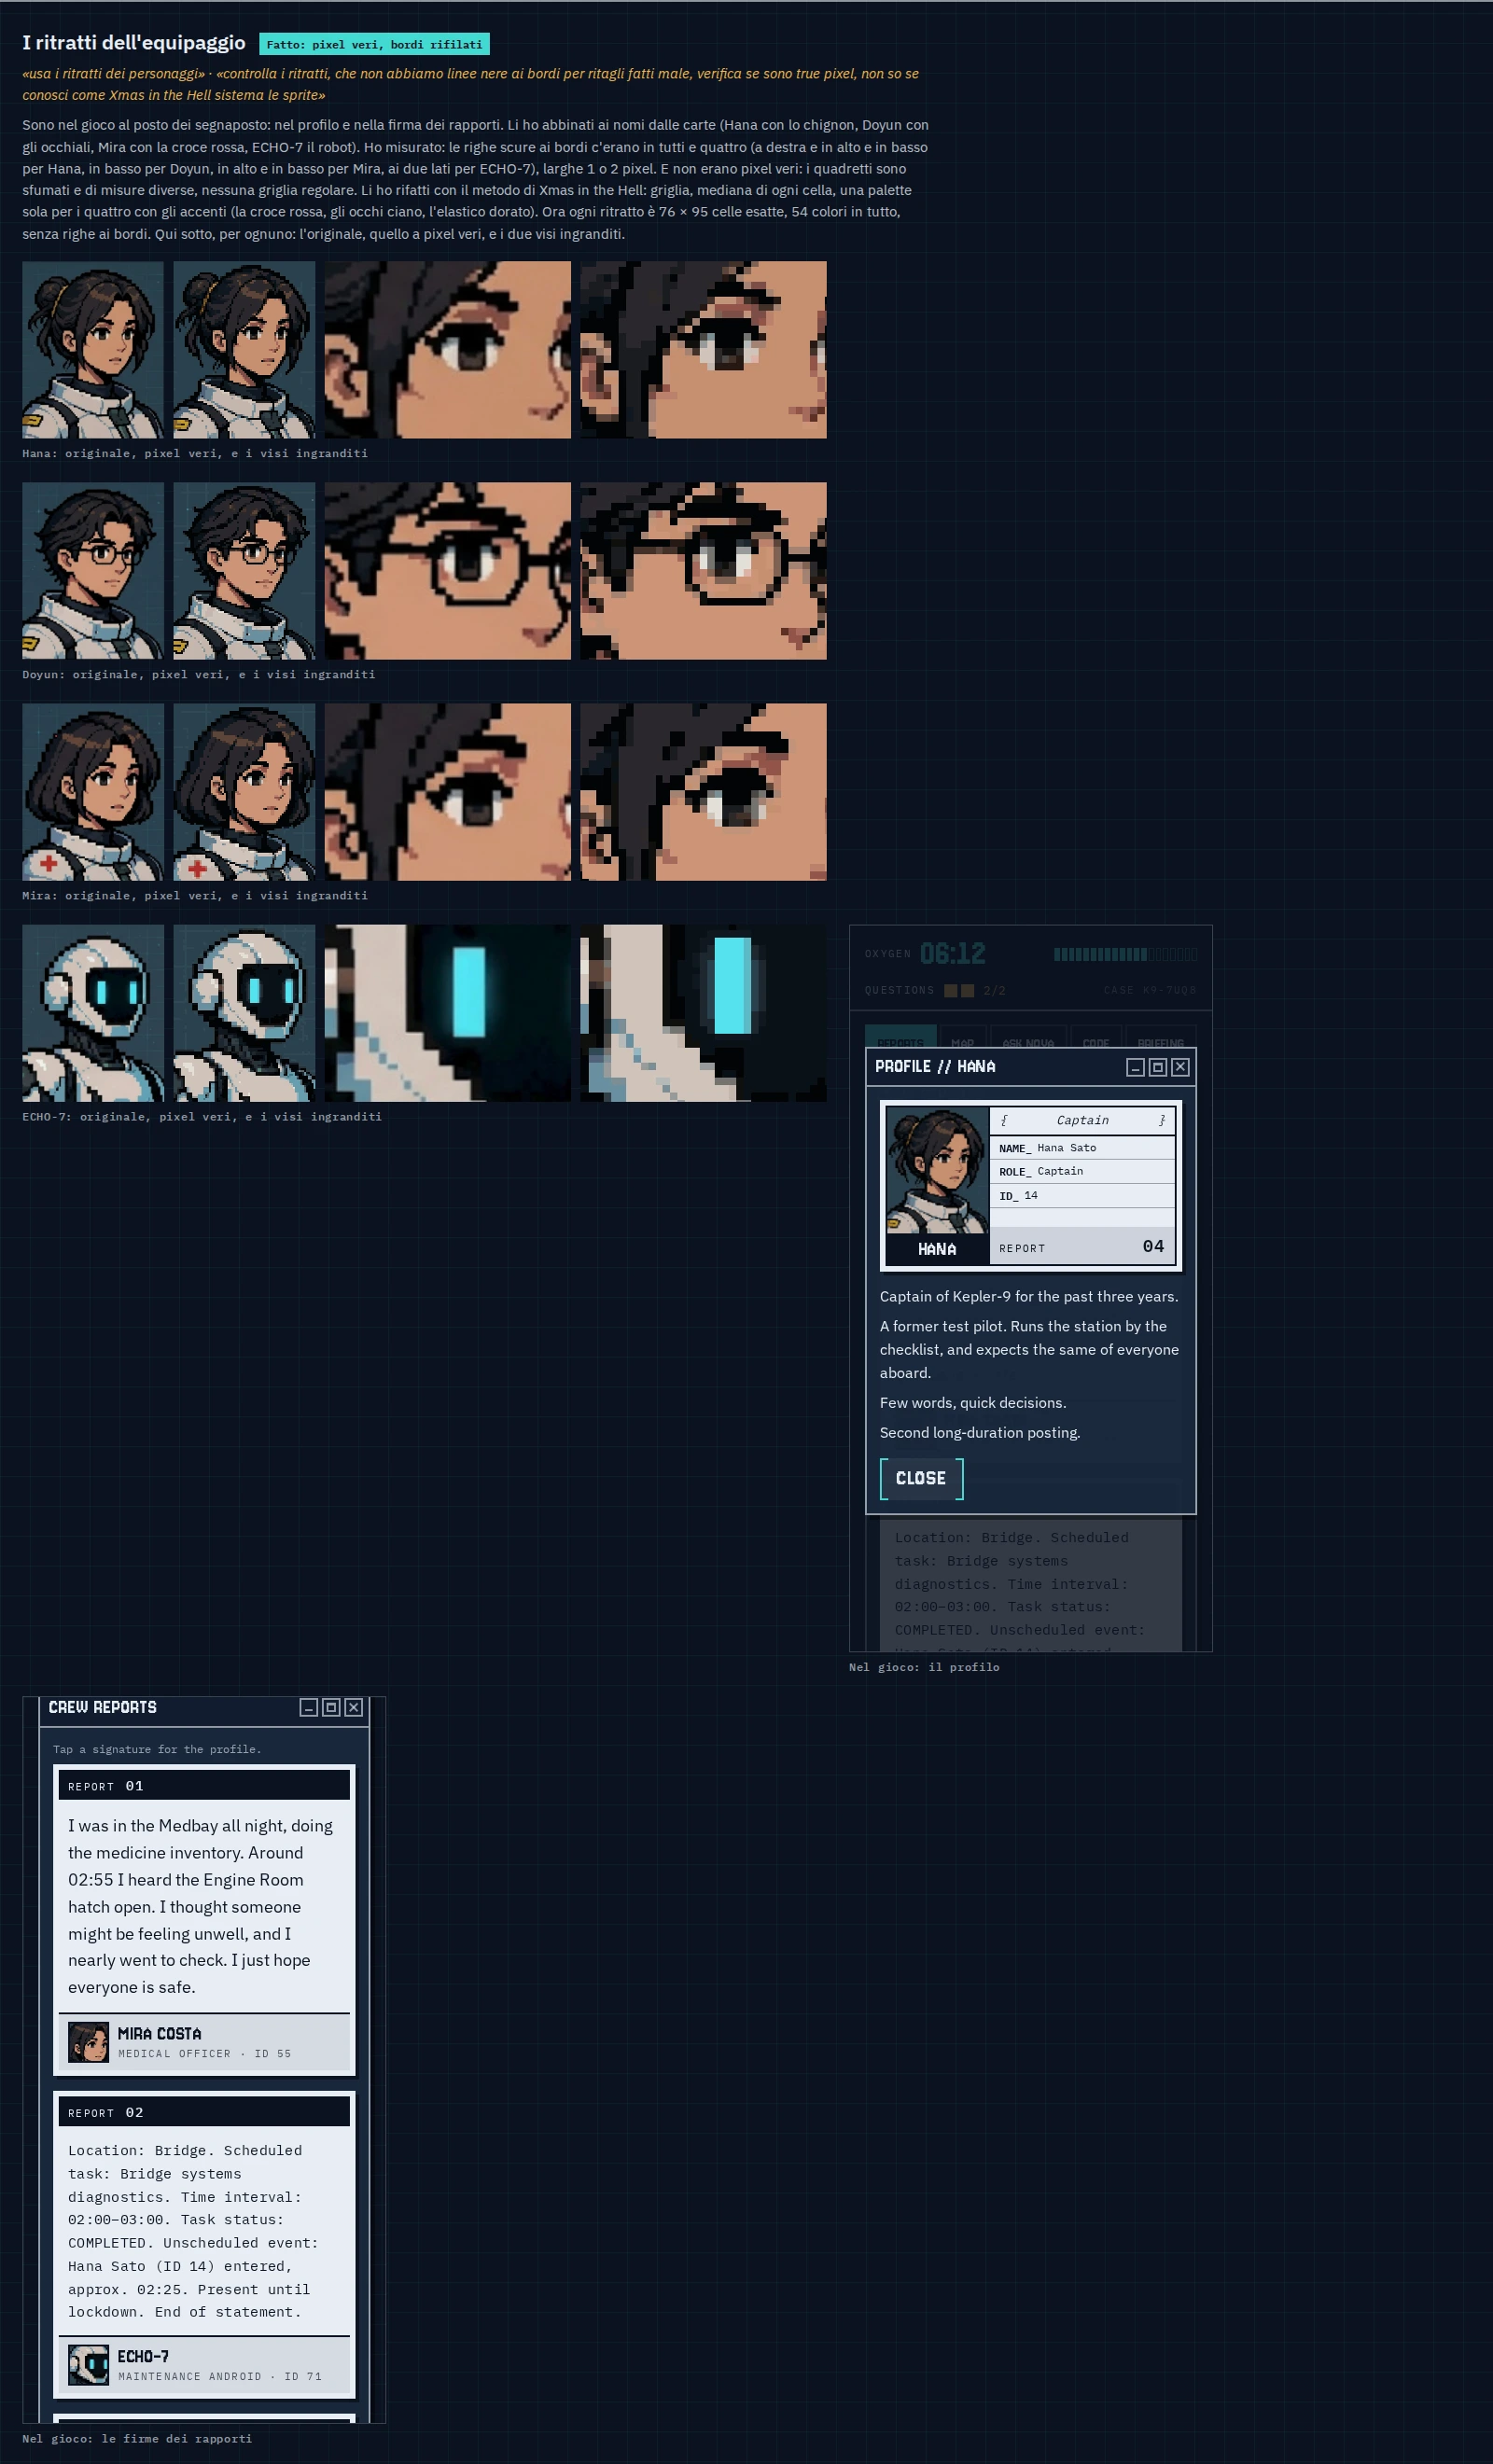 I ritratti dell'equipaggio
Fatto: pixel veri, bordi rifilati
«usa i ritratti dei personaggi» · «controlla i ritratti, che non abbiamo linee nere ai bordi per ritagli fatti male, verifica se sono true pixel, non so se
conosci come Xmas in the Hell sistema le sprite»
Sono nel gioco al posto dei segnaposto: nel profilo e nella firma dei rapporti. Li ho abbinati ai nomi dalle carte (Hana con lo chignon, Doyun con
gli occhiali, Mira con la croce rossa, ECHO-7 il robot). Ho misurato: le righe scure ai bordi c'erano in tutti e quattro (a destra e in alto e in basso
per Hana, in basso per Doyun, in alto e in basso per Mira, ai due lati per ECHO-7), larghe 1 o 2 pixel. E non erano pixel veri: i quadretti sono
sfumati e di misure diverse, nessuna griglia regolare. Li ho rifatti con il metodo di Xmas in the Hell: griglia, mediana di ogni cella, una palette
sola per i quattro con gli accenti (la croce rossa, gli occhi ciano, l'elastico dorato). Ora ogni ritratto è 76 × 95 celle esatte, 54 colori in tutto,
senza righe ai bordi. Qui sotto, per ognuno: l'originale, quello a pixel veri, e i due visi ingranditi.
Hana: originale, pixel veri, e i visi ingranditi
Doyun: originale, pixel veri, e i visi ingranditi
Mira: originale, pixel veri, e i visi ingranditi
ECHO-7: originale, pixel veri, e i visi ingranditi
OXYGEN 06:12
QUESTIONS 2/2
CASE K9-7WQB
REPORTS MAP ASK NOVA CODE BRIEFING
PROFILE // HANA
{ Captain }
NAME_ Hana Sato
ROLE_ Captain
ID_ 14
HANA
REPORT 04
Captain of Kepler-9 for the past three years.
A former test pilot. Runs the station by the
checklist, and expects the same of everyone
aboard.
Few words, quick decisions.
Second long-duration posting.
CLOSE
Location: Bridge. Scheduled
task: Bridge systems
diagnostics. Time interval:
02:00–03:00. Task status:
COMPLETED. Unscheduled event:
Hana Sato (ID 14) entered,
Nel gioco: il profilo
CREW REPORTS
Tap a signature for the profile.
REPORT 01
I was in the Medbay all night, doing
the medicine inventory. Around
02:55 I heard the Engine Room
hatch open. I thought someone
might be feeling unwell, and I
nearly went to check. I just hope
everyone is safe.
MIRA COSTA
MEDICAL OFFICER · ID 55
REPORT 02
Location: Bridge. Scheduled
task: Bridge systems
diagnostics. Time interval:
02:00–03:00. Task status:
COMPLETED. Unscheduled event:
Hana Sato (ID 14) entered,
approx. 02:25. Present until
lockdown. End of statement.
ECHO-7
MAINTENANCE ANDROID · ID 71
Nel gioco: le firme dei rapporti